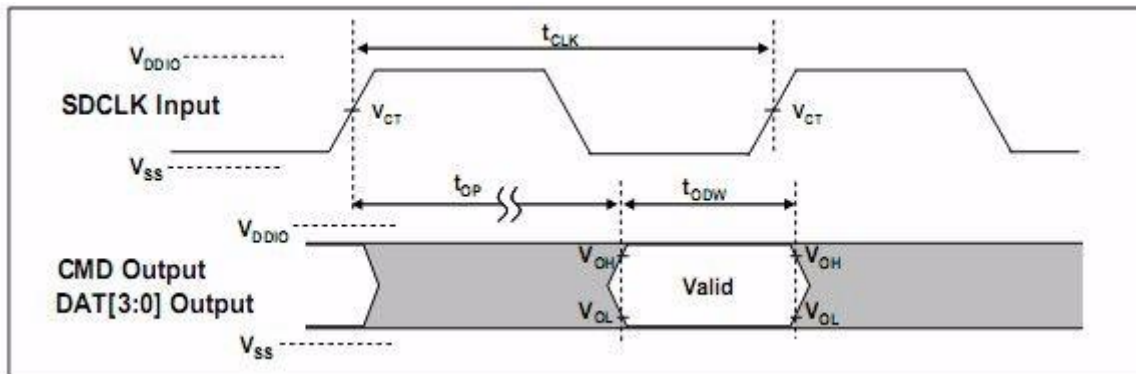 tCLK
VDDIO
SDCLK Input
VCT
VCT
VSS
tOP
tODW
VDDIO
VOH
VOH
CMD Output
Valid
DAT[3:0] Output
VOL
VOL
VSS